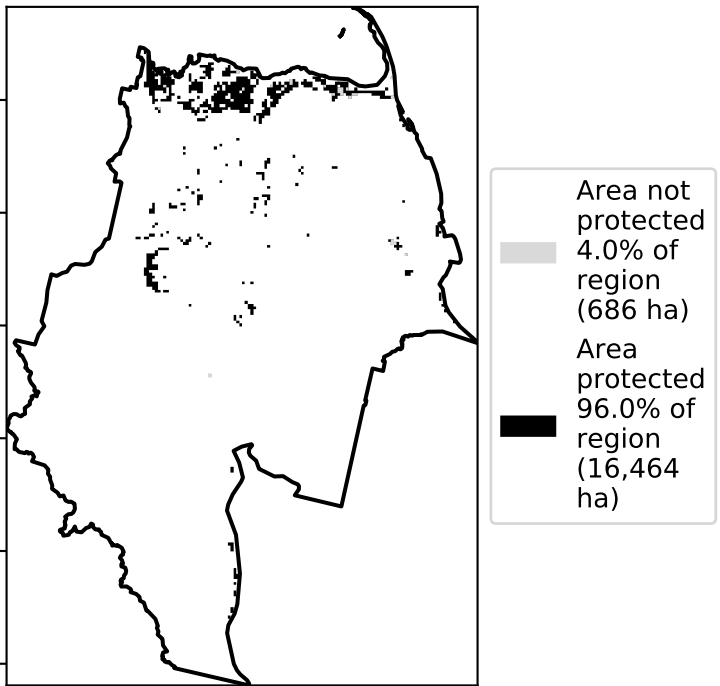 Area not
protected
4.0% of
region
(686 ha)
Area
protected
96.0% of
region
(16,464
ha)